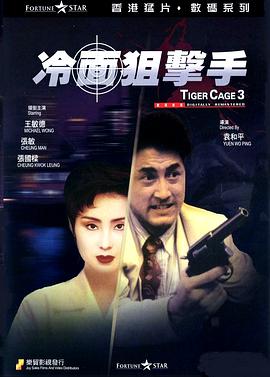 FORTUNE STAR
香港猛片·數碼系列
冷面狙擊手
TIGER CAGE 3
DIGITALLY REMASTERED
領銜主演
Starring
王敏德
MICHAEL WONG
張敏
CHEUNG MAN
張國樑
CHEUNG KWOK LEUNG
導演
Directed By
袁和平
YUEN WO PING
樂貿影視發行
Joy Sales Films And Video Distributors
FORTUNE STAR